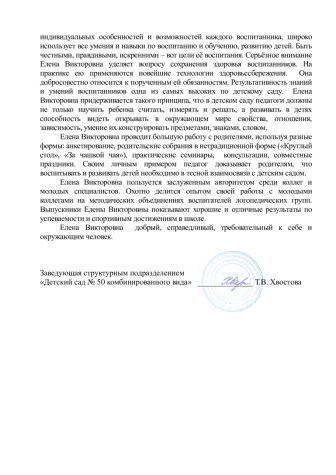 индивидуальных особенностей и возможностей каждого воспитанника, широко
использует все умения и навыки по воспитанию и обучению, развитию детей. Быть
честными, правдивыми, искренними – вот цели её воспитания. Серьёзное внимание
Елена Викторовна уделяет вопросу сохранения здоровья воспитанников. На
практике ею применяются новейшие технологии здоровьесбережения. Она
добросовестно относится к порученным ей обязанностям. Результативность знаний
и умений воспитанников одна из самых высоких по детскому саду. Елена
Викторовна придерживается такого принципа, что в детском саду педагоги должны
не только научить ребенка считать, измерять и решать, а развивать в детях
способность видеть открывать в окружающем мире свойства, отношения,
зависимость, умение их конструировать предметами, знаками, словом.
Елена Викторовна проводит большую работу с родителями, используя разные
формы: анкетирование, родительские собрания в нетрадиционной форме («Круглый
стол», «За чашкой чая»), практические семинары, консультации, совместные
праздники. Своим личным примером педагог доказывает родителям, что
воспитывать и развивать детей необходимо в тесной взаимосвязи с детским садом.
Елена Викторовна пользуется заслуженным авторитетом среди коллег и
молодых специалистов. Охотно делится опытом своей работы с молодыми
коллегами на методических объединениях воспитателей логопедических групп.
Выпускники Елены Викторовны показывают хорошие и отличные результаты по
успеваемости и спортивным достижениям в школе.
Елена Викторовна добрый, справедливый, требовательный к себе и
окружающим человек.
Заведующая структурным подразделением
«Детский сад № 50 комбинированного вида» Т.В. Хвостова